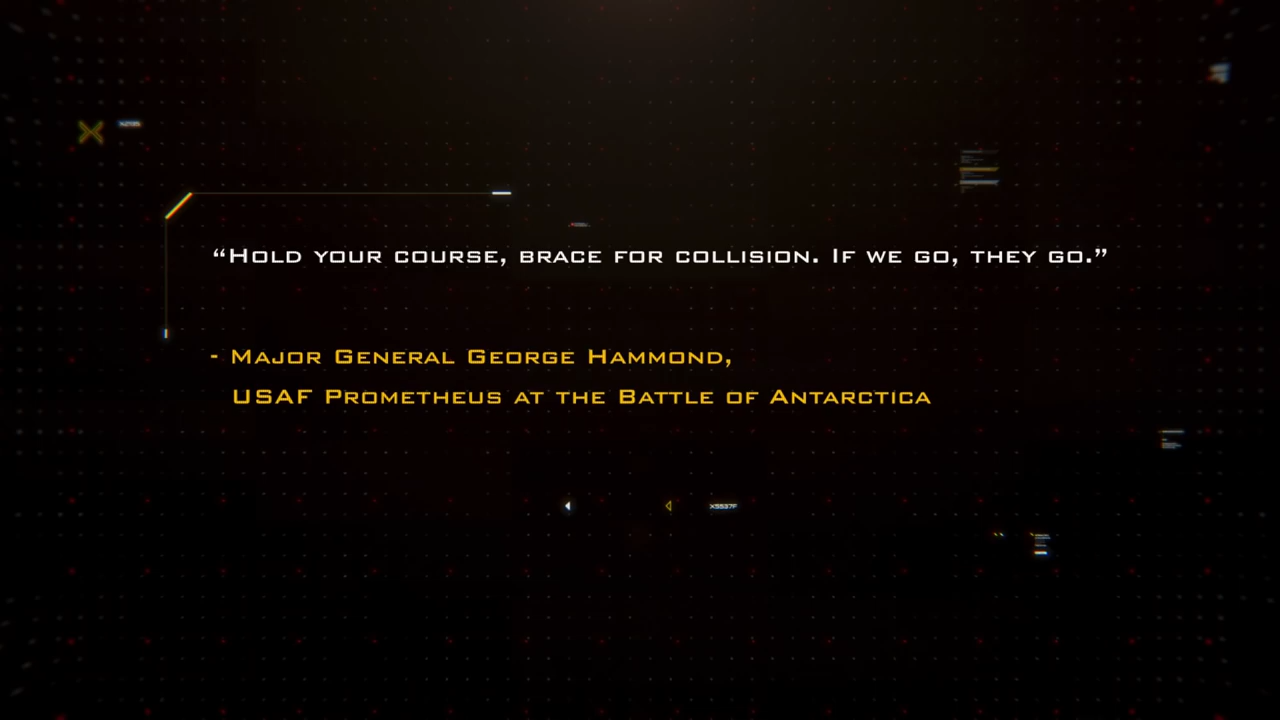 “Hold your course, brace for collision. If we go, they go.”
- Major General George Hammond,
USAF Prometheus at the Battle of Antarctica
X5537F